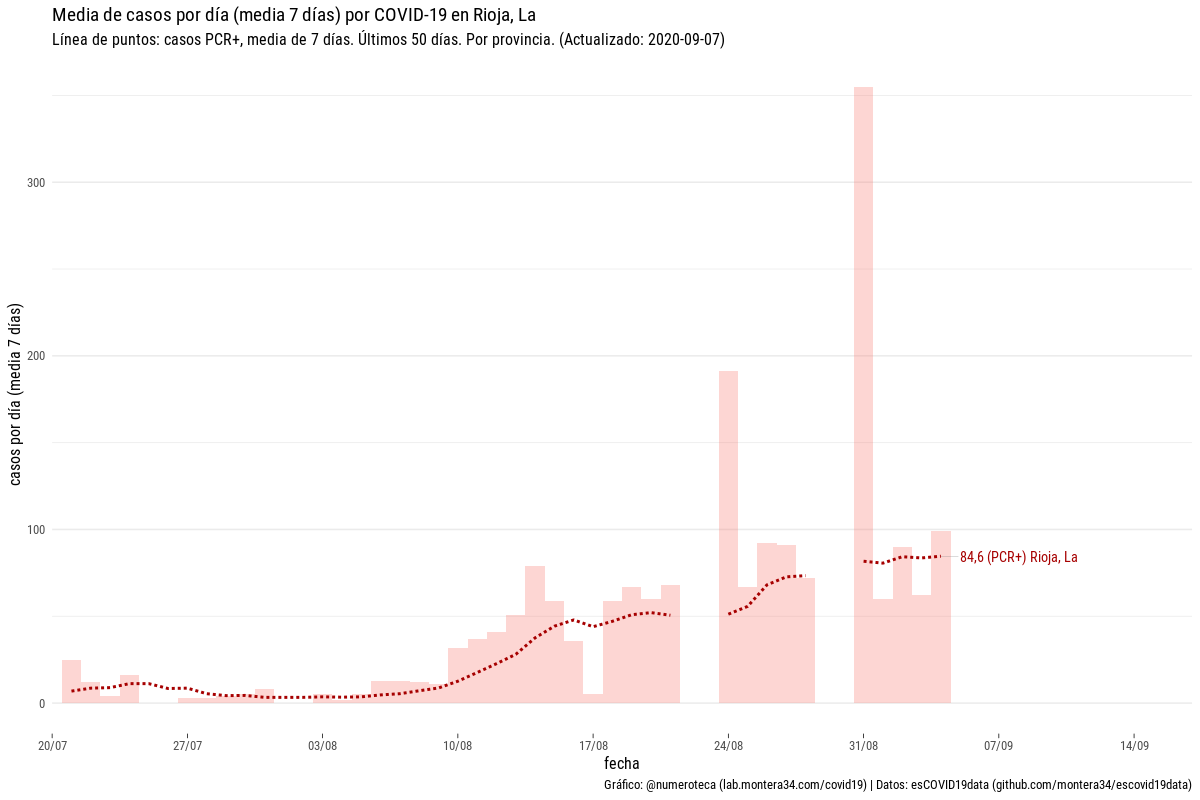 Media de casos por día (media 7 días) por COVID-19 en Rioja, La
Línea de puntos: casos PCR+, media de 7 días. Últimos 50 días. Por provincia. (Actualizado: 2020-09-07)
casos por día (media 7 días)
300
200
100
0
84,6 (PCR+) Rioja, La
20/07
27/07
03/08
10/08
17/08
24/08
31/08
07/09
14/09
fecha
Gráfico: @numeroteca (lab.montera34.com/covid19) | Datos: esCOVID19data (github.com/montera34/escovid19data)